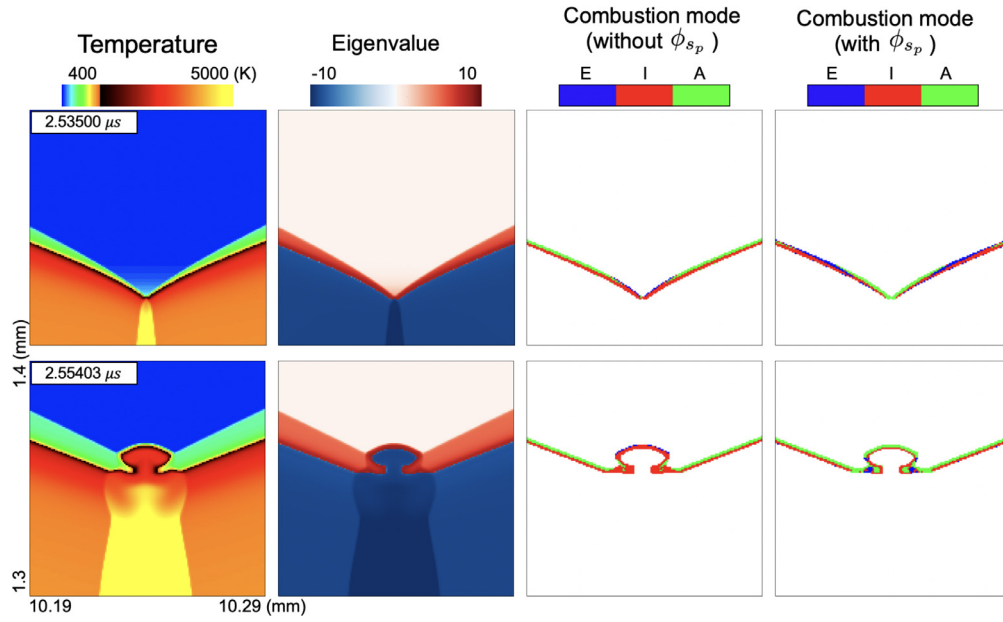 Temperature
400 5000 (K)
Eigenvalue
-10 10
Combustion mode
(without ϕ_{s_p} )
E I A
Combustion mode
(with ϕ_{s_p} )
E I A
2.53500 μs
2.55403 μs
1.4 (mm)
1.3
10.19 10.29 (mm)